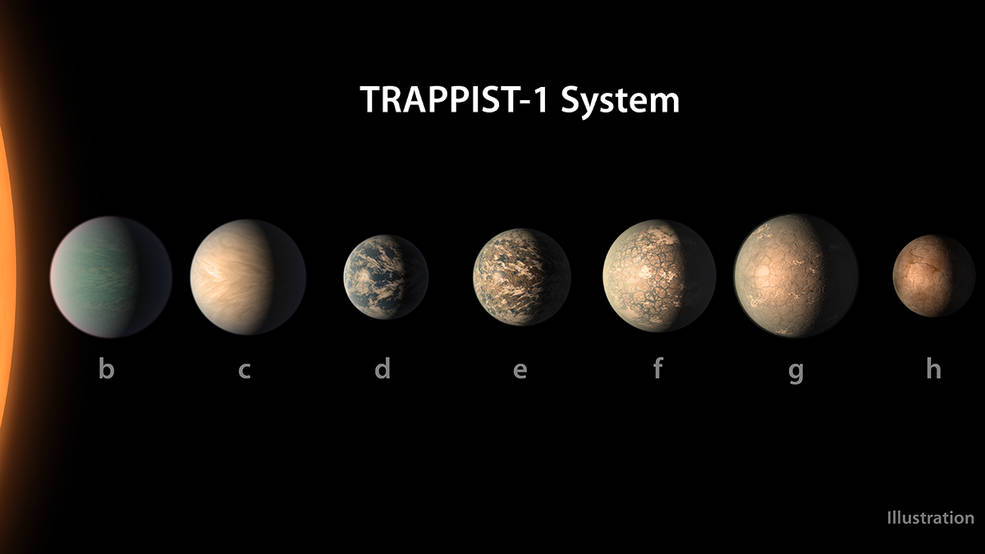 TRAPPIST-1 System
b c d e f g h
Illustration